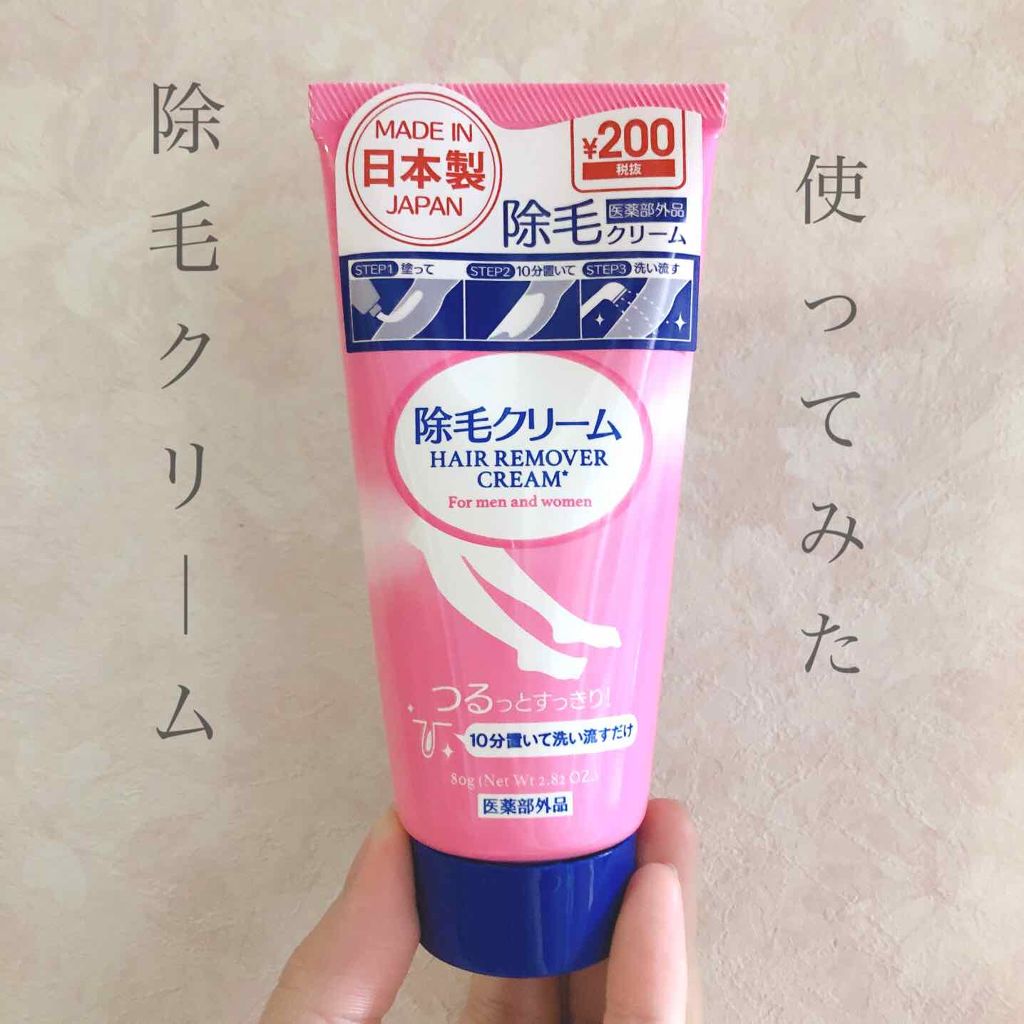 除毛クリーム
使ってみた
MADE IN
日本製
JAPAN
¥200
税抜
除毛
医薬部外品
クリーム
STEP1 塗って
STEP2 10分置いて
STEP3 洗い流す
除毛クリーム
HAIR REMOVER
CREAM*
For men and women
つるっとすっきり!
10分置いて洗い流すだけ
80g (Net Wt 2.82 OZ.)
医薬部外品